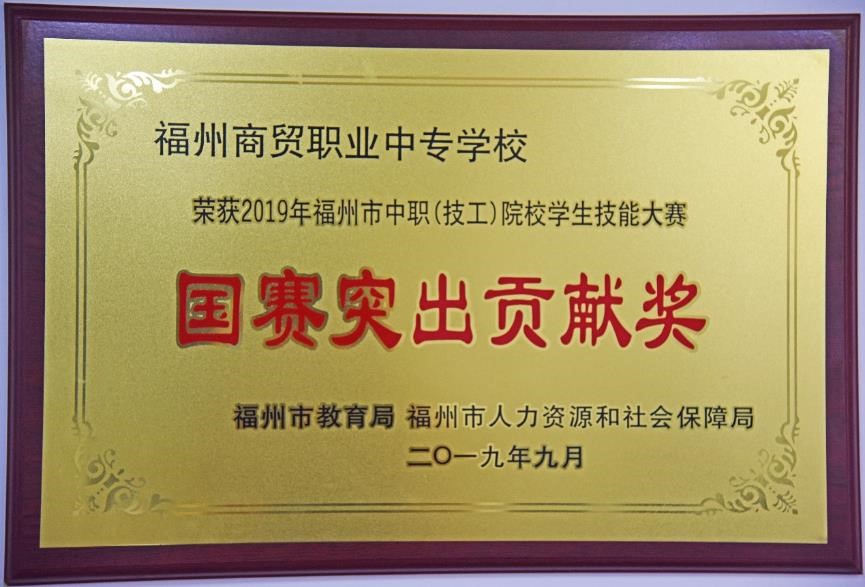 福州商贸职业中专学校
荣获2019年福州市中职(技工)院校学生技能大赛
国赛突出贡献奖
福州市教育局 福州市人力资源和社会保障局
二〇一九年九月